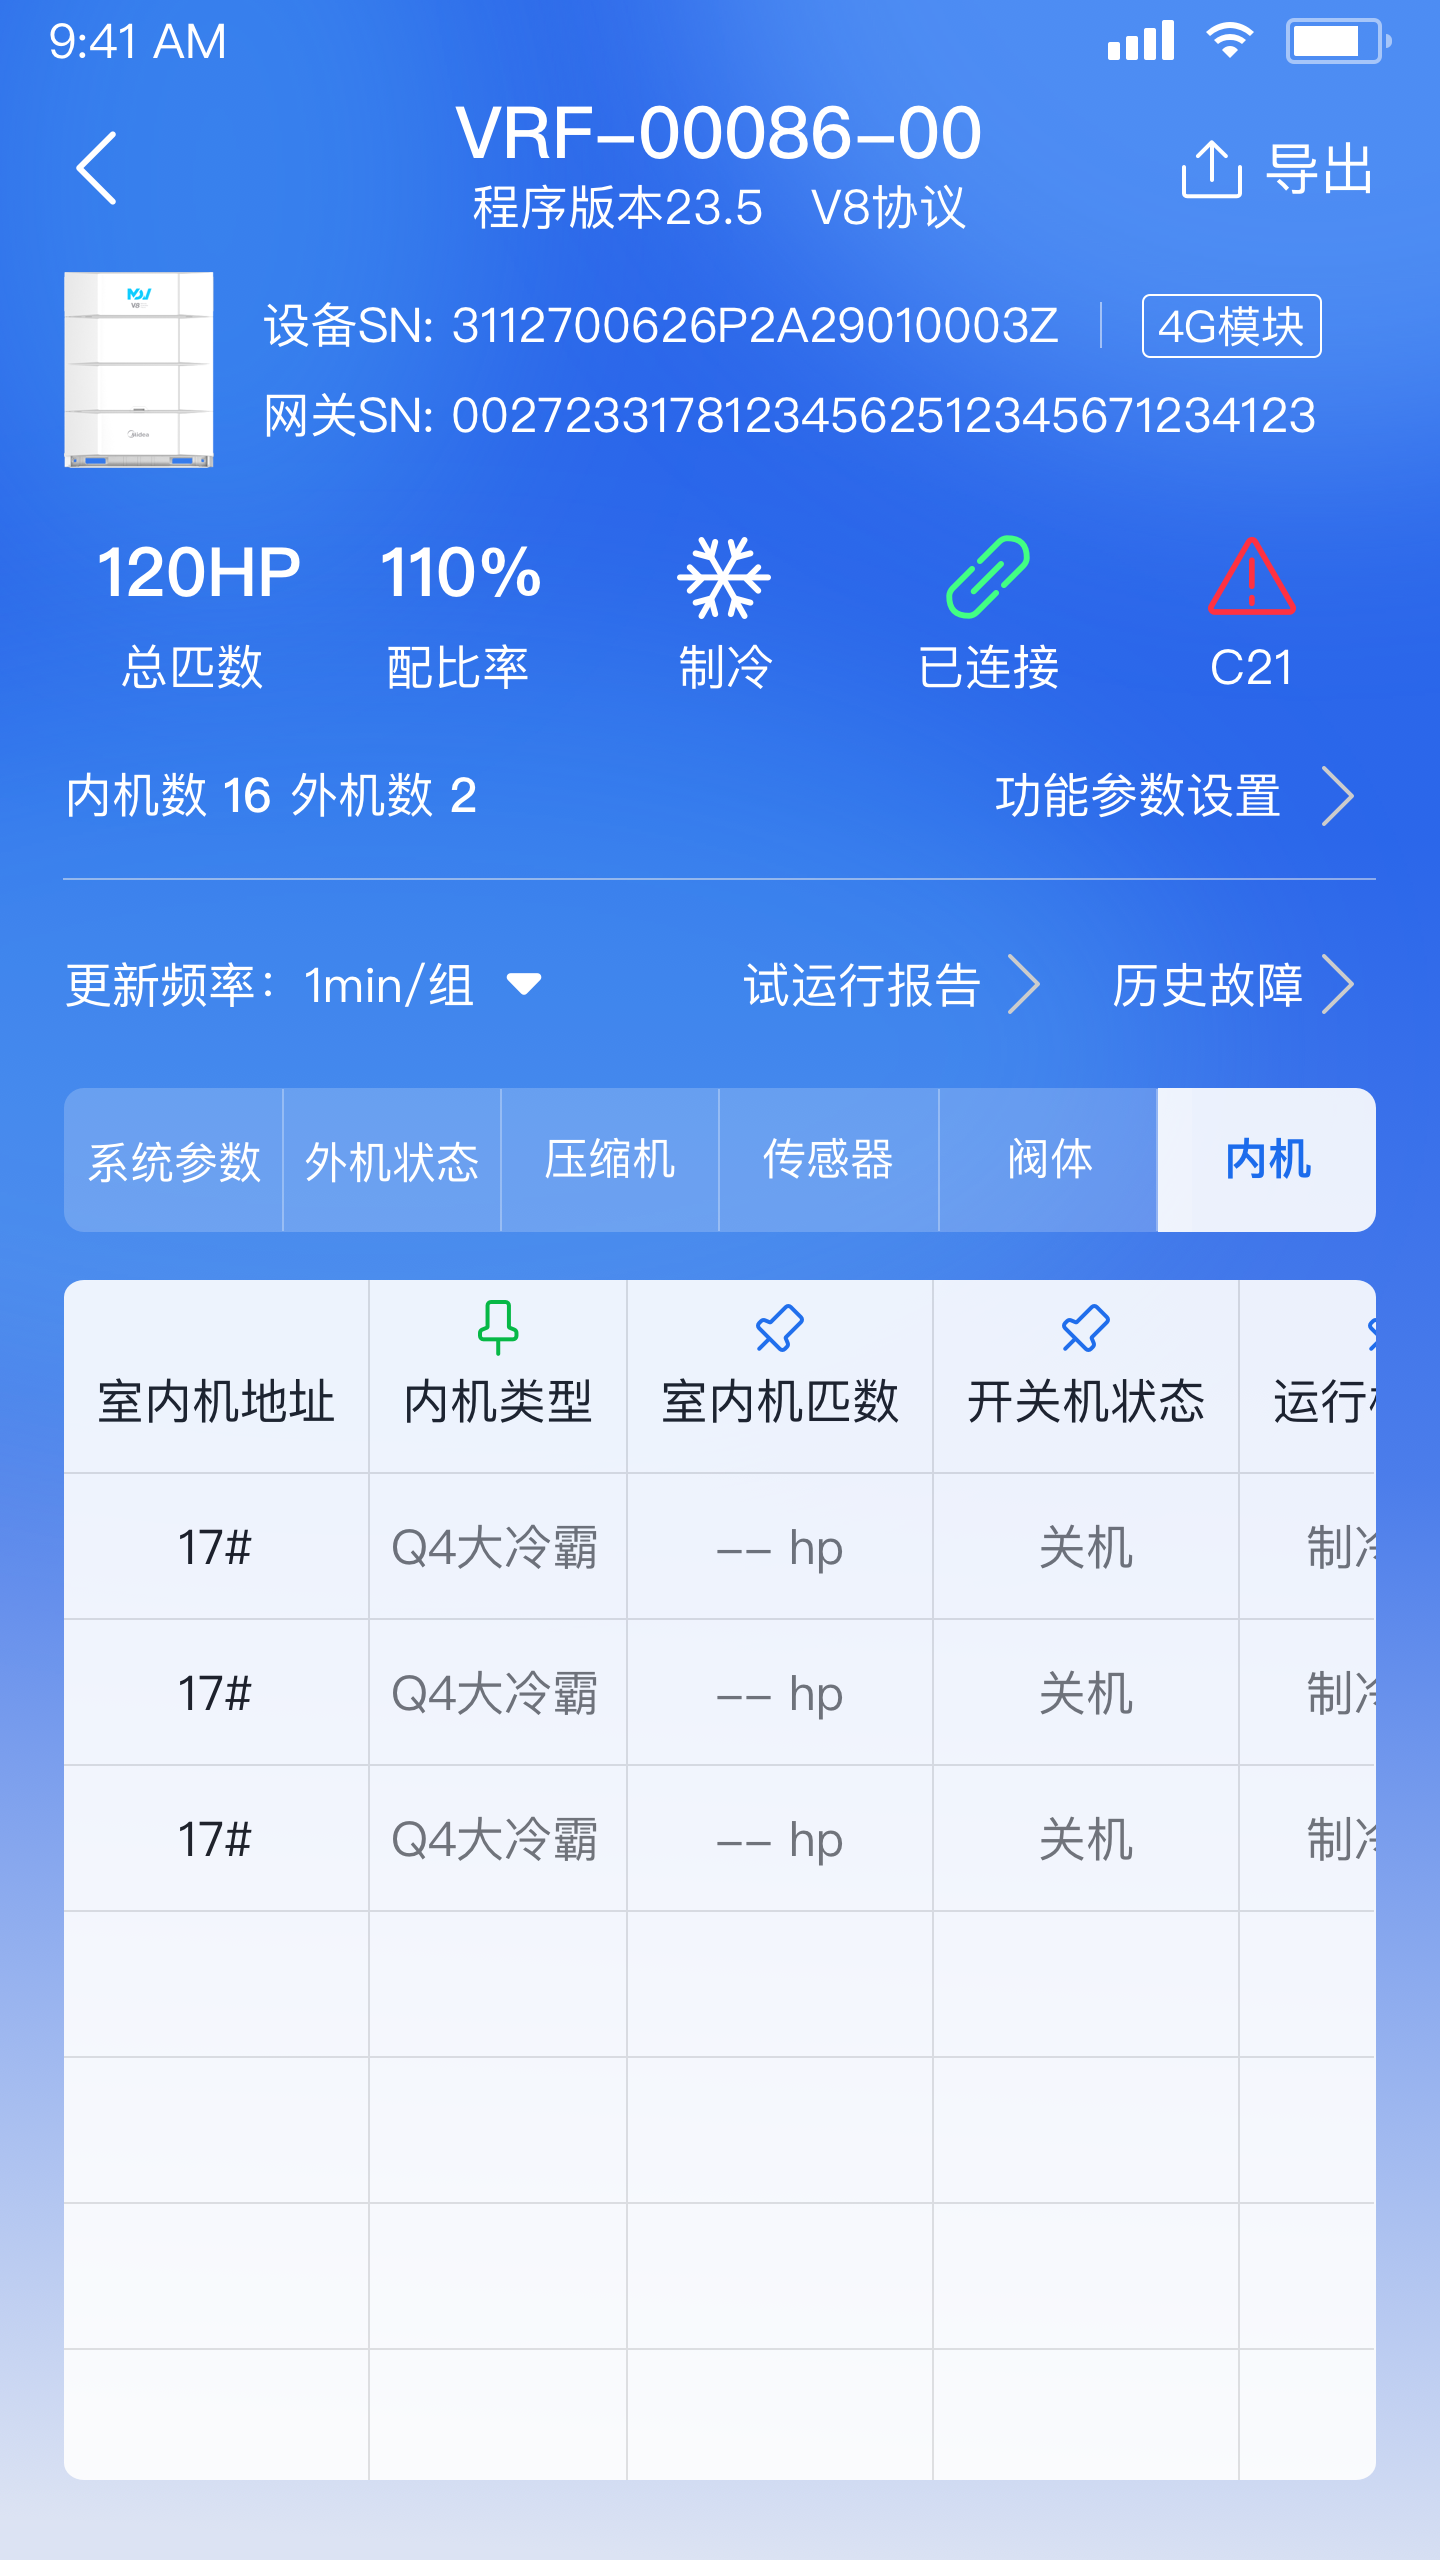 9:41 AM
VRF-00086-00
程序版本23.5 V8协议
导出
MDV
V8
Midea
设备SN: 3112700626P2A29010003Z
4G模块
网关SN: 002723317812345625123456712​34123
120HP
110%
总匹数
配比率
制冷
已连接
C21
内机数 16 外机数 2
功能参数设置
更新频率: 1min/组
试运行报告
历史故障
系统参数
外机状态
压缩机
传感器
阀体
内机
室内机地址
内机类型
室内机匹数
开关机状态
运行
17# Q4大冷霸 -- hp 关机 制
17# Q4大冷霸 -- hp 关机 制
17# Q4大冷霸 -- hp 关机 制